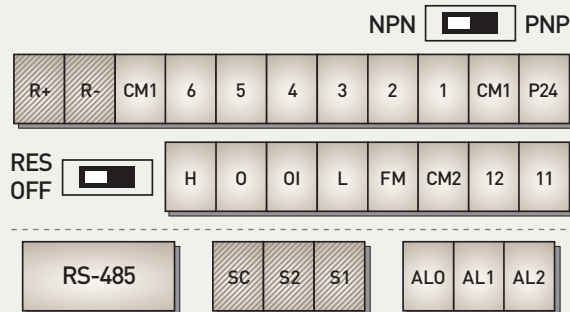 NPN PNP
R+ R- CM1 6 5 4 3 2 1 CM1 P24
RES
OFF
H O OI L FM CM2 12 11
RS-485 SC S2 S1 AL0 AL1 AL2